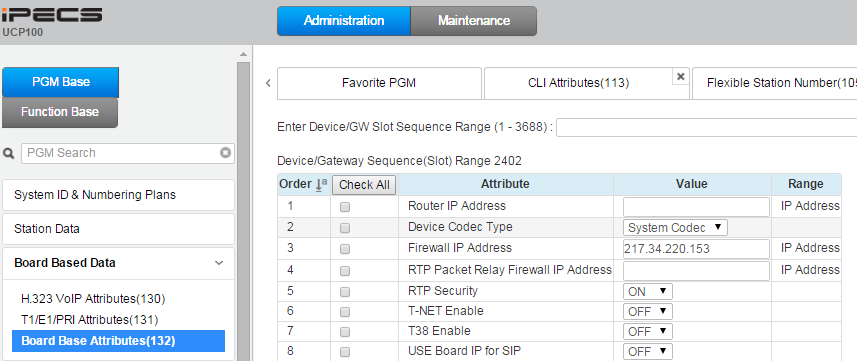 iPECS
UCP100
Administration Maintenance
PGM Base
Function Base
PGM Search
System ID & Numbering Plans
Station Data
Board Based Data
H.323 VoIP Attributes(130)
T1/E1/PRI Attributes(131)
Board Base Attributes(132)
Favorite PGM CLI Attributes(113) Flexible Station Number(105
Enter Device/GW Slot Sequence Range (1 - 3688) :
Device/Gateway Sequence(Slot) Range 2402
Order Check All Attribute Value Range
1 Router IP Address IP Address
2 Device Codec Type System Codec
3 Firewall IP Address 217.34.220.153 IP Address
4 RTP Packet Relay Firewall IP Address IP Address
5 RTP Security ON
6 T-NET Enable OFF
7 T38 Enable OFF
8 USE Board IP for SIP OFF